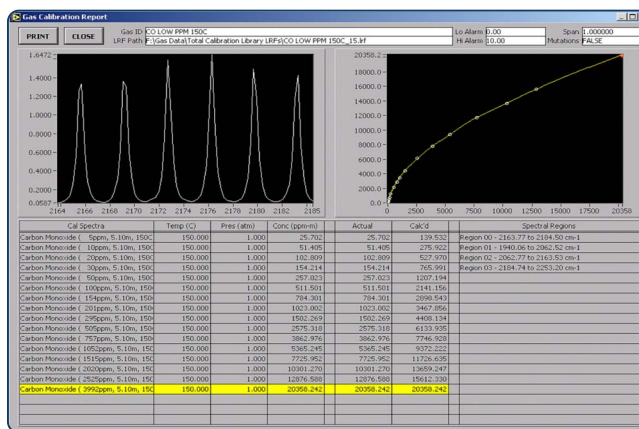 Gas Calibration Report
PRINT CLOSE Gas ID CO LOW PPM 150C Lo Alarm 0.00 Span 1.000000
LRF Path F:\Gas Data\Total Calibration Library LRFs\CO LOW PPM 150C_15.lrf Hi Alarm 10.00 Mutations FALSE
1.6472
1.4000
1.2000
1.0000
0.8000
0.6000
0.4000
0.2000
0.0587
2164 2166 2168 2170 2172 2174 2176 2178 2180 2182 2185
20358.2
18000.0
16000.0
14000.0
12000.0
10000.0
8000.0
6000.0
4000.0
2000.0
0.0
0 2500 5000 7500 10000 12500 15000 17500 20358
Cal Spectra Temp (C) Pres (atm) Conc (ppm-m) Actual Calc'd Spectral Regions
Carbon Monoxide ( 5ppm, 5.10m, 150C 150.000 1.000 25.702 25.702 139.532 Region 00 - 2163.77 to 2184.50 cm-1
Carbon Monoxide ( 10ppm, 5.10m, 150C 150.000 1.000 51.405 51.405 275.922 Region 01 - 1940.06 to 2062.52 cm-1
Carbon Monoxide ( 20ppm, 5.10m, 150C 150.000 1.000 102.809 102.809 527.970 Region 02 - 2062.77 to 2163.53 cm-1
Carbon Monoxide ( 30ppm, 5.10m, 150C 150.000 1.000 154.214 154.214 765.991 Region 03 - 2184.74 to 2253.20 cm-1
Carbon Monoxide ( 50ppm, 5.10m, 150C 150.000 1.000 257.023 257.023 1207.194
Carbon Monoxide ( 100ppm, 5.10m, 150 150.000 1.000 511.501 511.501 2141.156
Carbon Monoxide ( 154ppm, 5.10m, 150 150.000 1.000 784.301 784.301 2898.543
Carbon Monoxide ( 201ppm, 5.10m, 150 150.000 1.000 1023.002 1023.002 3467.856
Carbon Monoxide ( 295ppm, 5.10m, 150 150.000 1.000 1502.269 1502.269 4408.134
Carbon Monoxide ( 505ppm, 5.10m, 150 150.000 1.000 2575.318 2575.318 6133.935
Carbon Monoxide ( 757ppm, 5.10m, 150 150.000 1.000 3862.976 3862.976 7746.928
Carbon Monoxide ( 1052ppm, 5.10m, 150 150.000 1.000 5365.245 5365.245 9372.222
Carbon Monoxide ( 1515ppm, 5.10m, 150 150.000 1.000 7725.952 7725.952 11726.635
Carbon Monoxide ( 2020ppm, 5.10m, 150 150.000 1.000 10301.270 10301.270 13659.247
Carbon Monoxide ( 2525ppm, 5.10m, 150 150.000 1.000 12876.588 12876.588 15612.330
Carbon Monoxide ( 3992ppm, 5.10m, 150 150.000 1.000 20358.242 20358.242 20358.242